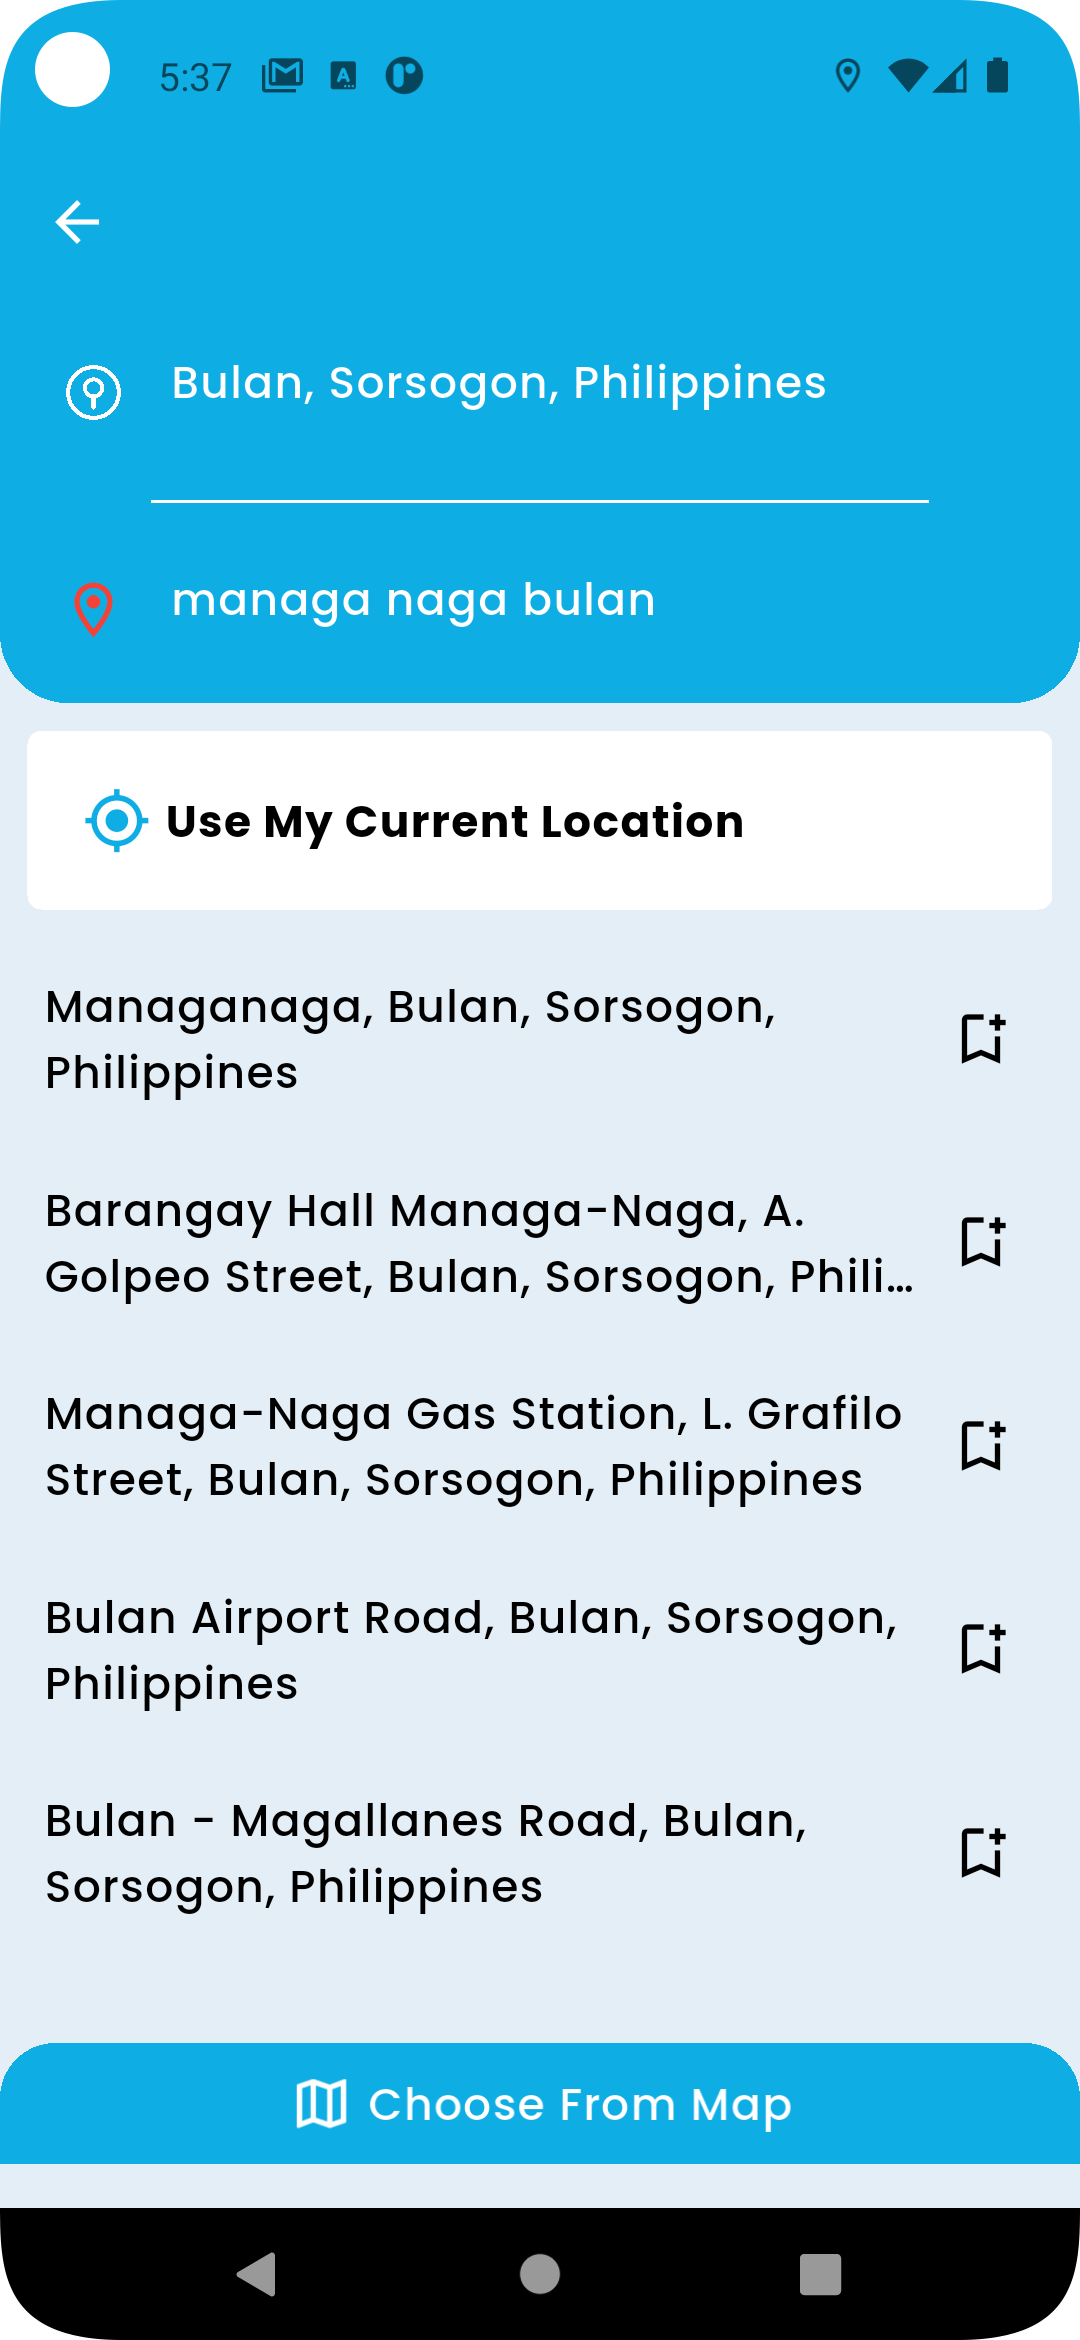 5:37
Bulan, Sorsogon, Philippines
managa naga bulan
Use My Current Location
Managanaga, Bulan, Sorsogon,
Philippines
Barangay Hall Managa-Naga, A.
Golpeo Street, Bulan, Sorsogon, Phili...
Managa-Naga Gas Station, L. Grafilo
Street, Bulan, Sorsogon, Philippines
Bulan Airport Road, Bulan, Sorsogon,
Philippines
Bulan - Magallanes Road, Bulan,
Sorsogon, Philippines
Choose From Map